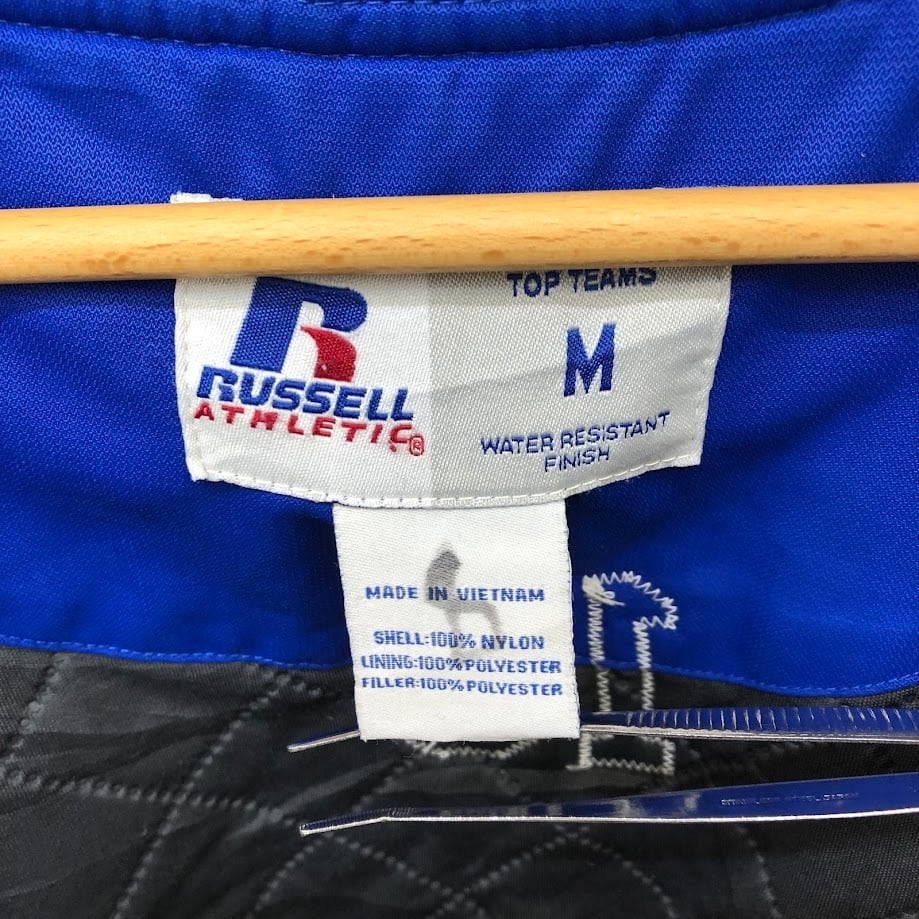 TOP TEAMS
M
WATER RESISTANT
FINISH
RUSSELL
ATHLETIC®
MADE IN VIETNAM
SHELL:100% NYLON
LINING:100% POLYESTER
FILLER:100% POLYESTER